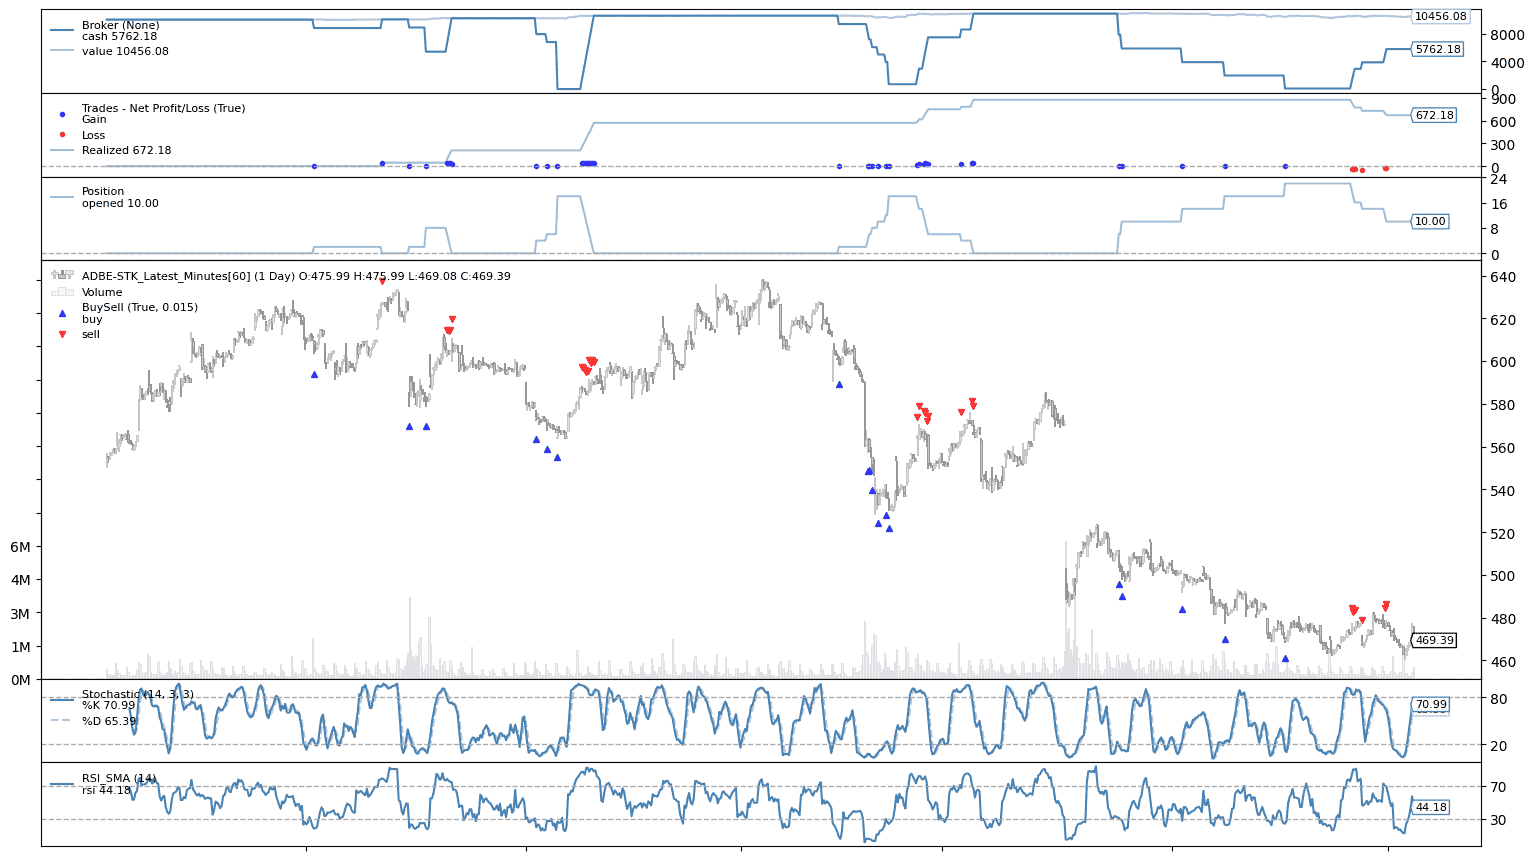 Broker (None)
cash 5762.18
value 10456.08
10456.08
8000
5762.18
4000
0
Trades - Net Profit/Loss (True)
Gain
Loss
Realized 672.18
900
672.18
600
300
0
Position
opened 10.00
24
16
10.00
8
0
ADBE-STK_Latest_Minutes[60] (1 Day) O:475.99 H:475.99 L:469.08 C:469.39
Volume
BuySell (True, 0.015)
buy
sell
640
620
600
580
560
540
520
500
480
469.39
460
6M
4M
3M
1M
0M
Stochastic (14, 3, 3)
%K 70.99
%D 65.39
80
70.99
20
RSI_SMA (14)
rsi 44.18
70
44.18
30